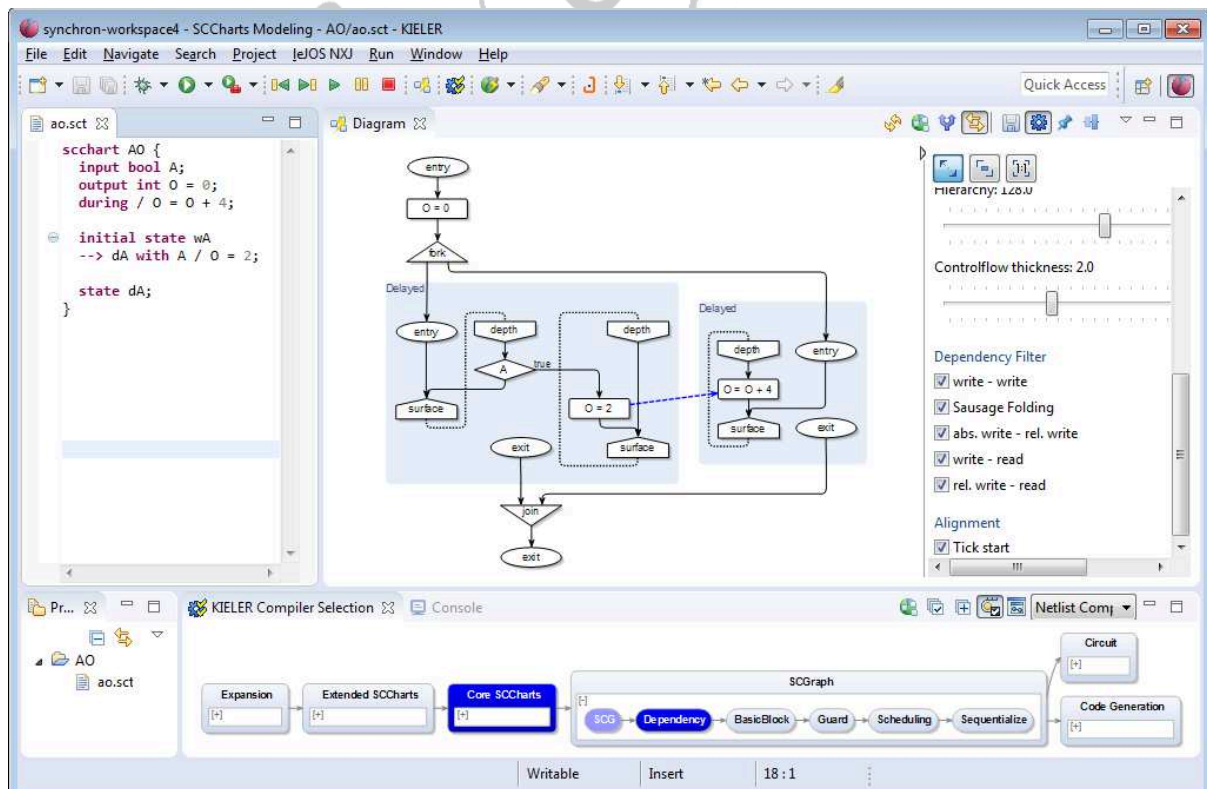 synchron-workspace4 - SCCharts Modeling - AO/ao.sct - KIELER
File Edit Navigate Search Project leJOS NXJ Run Window Help
Quick Access
ao.sct
scchart AO {
input bool A;
output int O = 0;
during / O = O + 4;
initial state wA
--> dA with A / O = 2;
state dA;
}
Diagram
entry
O = 0
fork
Delayed
entry
depth
A
true
surface
depth
O = 2
surface
exit
Delayed
depth
entry
O = O + 4
surface
exit
join
exit
Hierarchy: 128.0
Controlflow thickness: 2.0
Dependency Filter
write - write
Sausage Folding
abs. write - rel. write
write - read
rel. write - read
Alignment
Tick start
Pr...
AO
ao.sct
KIELER Compiler Selection
Console
Netlist Comp
Expansion
[+]
Extended SCCharts
[+]
Core SCCharts
[+]
SCGraph
[-]
SCG
Dependency
BasicBlock
Guard
Scheduling
Sequentialize
Circuit
[+]
Code Generation
[+]
Writable
Insert
18 : 1